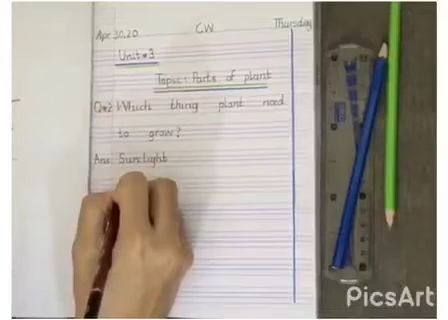 Apr 30,20 CW Thursday
Unit#3
Topic: Parts of plant
Q#2 Which thing plant need
to grow?
Ans Sunlight
PicsArt